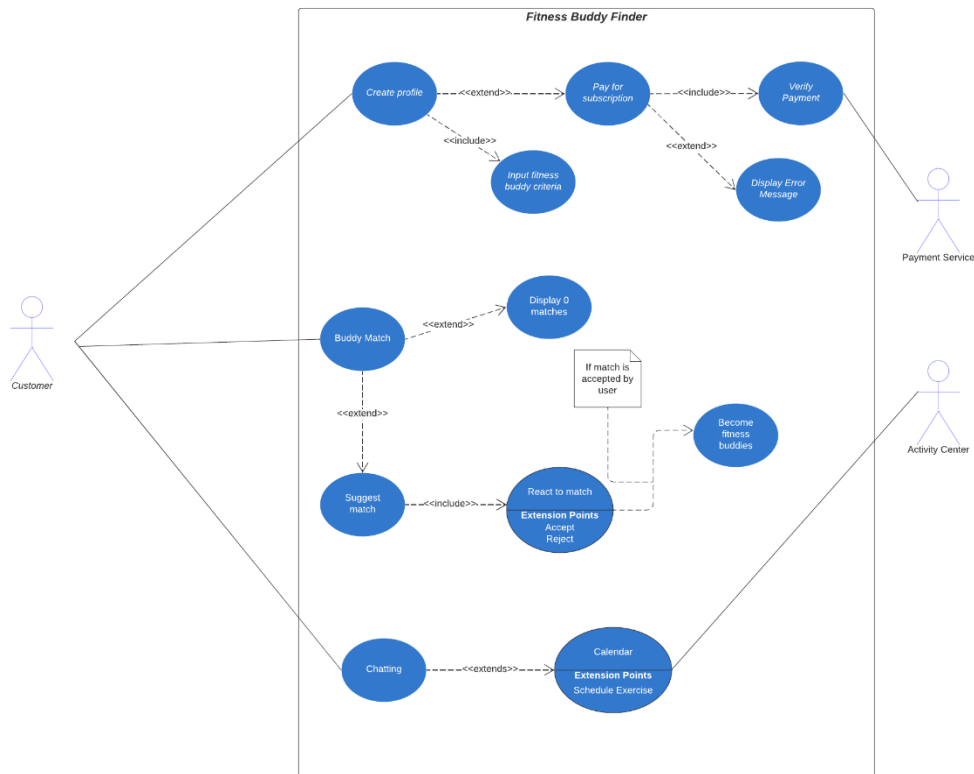 Fitness Buddy Finder
Create profile
<<extend>>
Pay for
subscription
<<include>>
Verify
Payment
<<include>>
<<extend>>
Input fitness
buddy criteria
Display Error
Message
Payment Service
Customer
Buddy Match
<<extend>>
Display 0
matches
If match is
accepted by
user
<<extend>>
Become
fitness
buddies
Activity Center
Suggest
match
<<include>>
React to match
Extension Points
Accept
Reject
Chatting
<<extends>>
Calendar
Extension Points
Schedule Exercise